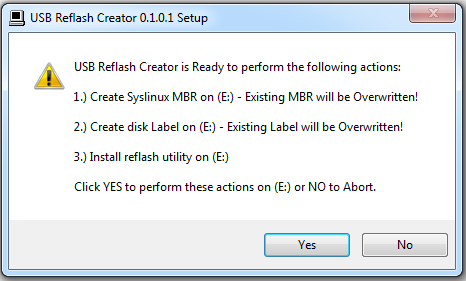 USB Reflash Creator 0.1.0.1 Setup
USB Reflash Creator is Ready to perform the following actions:
1.) Create Syslinux MBR on (E:) - Existing MBR will be Overwritten!
2.) Create disk Label on (E:) - Existing Label will be Overwritten!
3.) Install reflash utility on (E:)
Click YES to perform these actions on (E:) or NO to Abort.
Yes
No